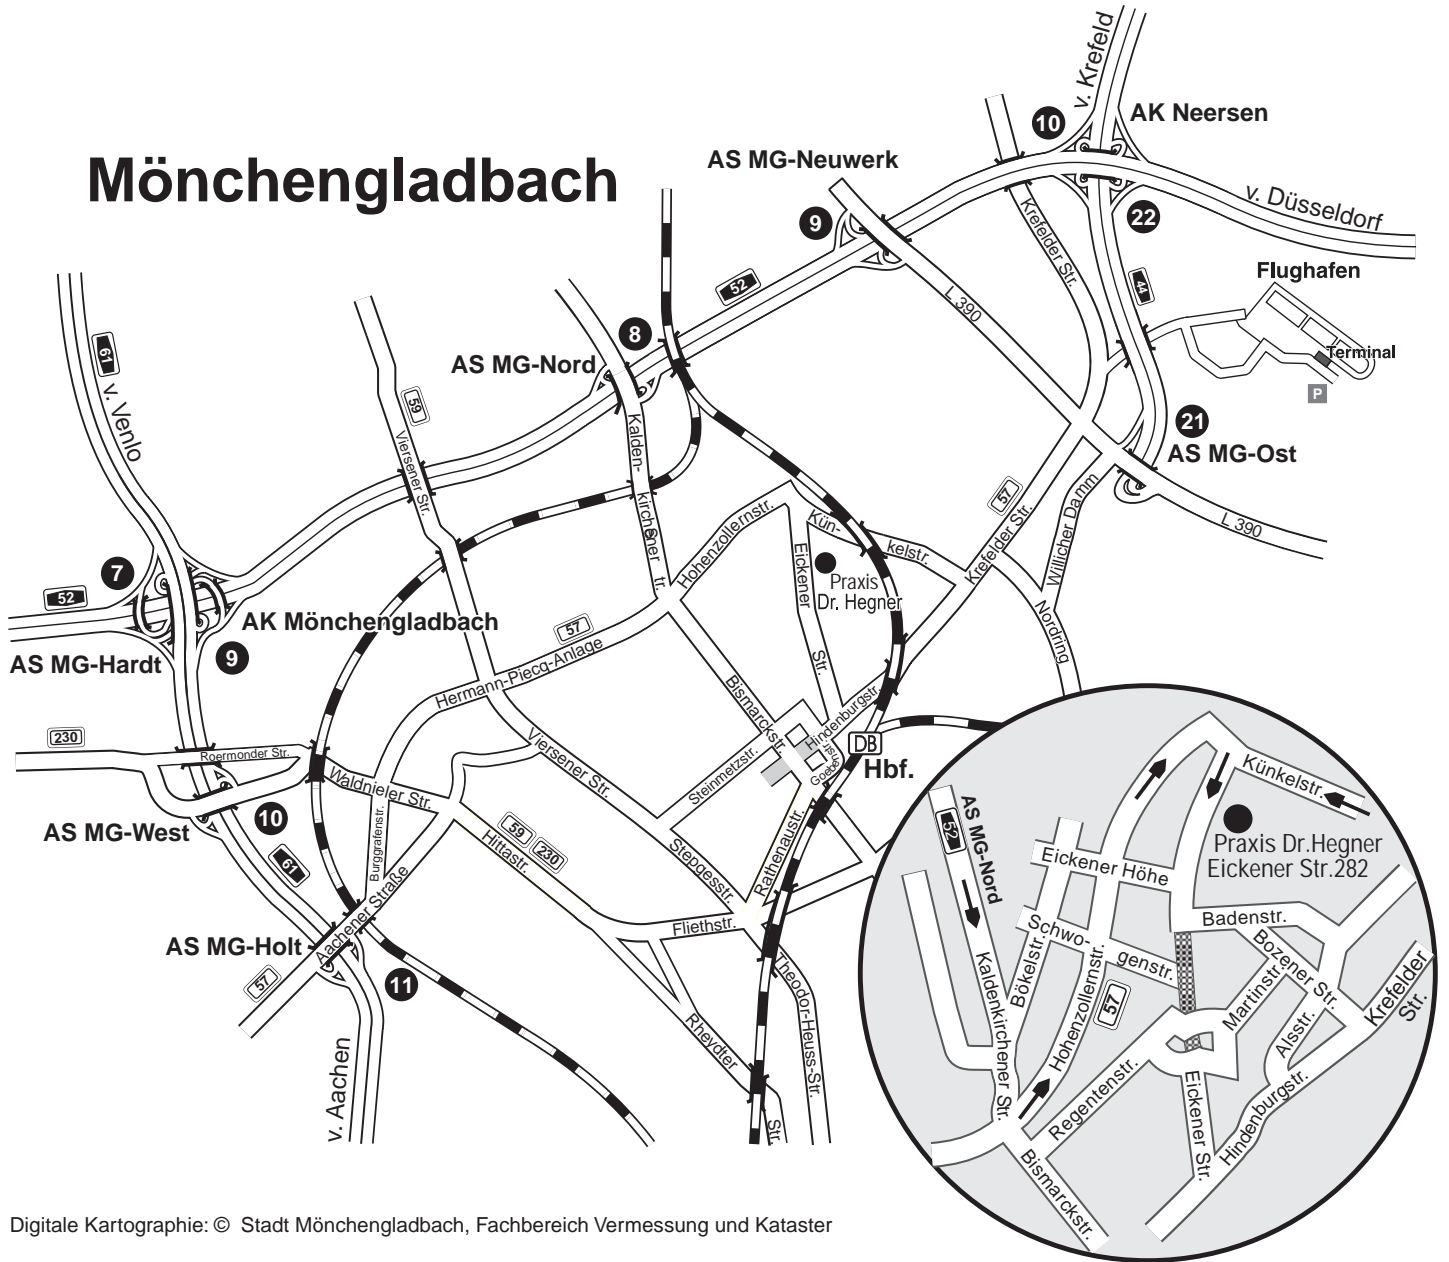 Mönchengladbach
v. Krefeld
10
AK Neersen
AS MG-Neuwerk
9
22
v. Düsseldorf
Krefelder Str.
Flughafen
44
52
L 390
Terminal
P
8
AS MG-Nord
61
v. Venlo
59
Viersener Str.
Kalden-
kirchener
tr.
21
AS MG-Ost
57
Krefelder Str.
Willicher Damm
L 390
Hohenzollernstr.
Kün-
kelstr.
Eickener
Str.
Praxis
Dr. Hegner
Nordring
7
52
AK Mönchengladbach
AS MG-Hardt
9
57
Hermann-Piecq-Anlage
Bismarckstr.
Hindenburgstr.
Goebenstr.
DB
Hbf.
230
Roermonder Str.
Waldnieler Str.
Viersener Str.
Steinmetzstr.
AS MG-West
10
61
Burggrafenstr.
59
230
Hittastr.
Stepgesstr.
Rathenaustr.
Aachener Straße
AS MG-Holt
57
11
Fliethstr.
Theodor-Heuss-Str.
Rheydter
Str.
v. Aachen
Künkelstr.
52
AS MG-Nord
Praxis Dr.Hegner
Eickener Str.282
Eickener Höhe
Badenstr.
Schwo-
genstr.
Bozener Str.
Bökelstr.
Kaldenkirchener Str.
Hohenzollernstr.
57
Martinstr.
Alsstr.
Krefelder
Str.
Regentenstr.
Eickener Str.
Hindenburgstr.
Bismarckstr.
Digitale Kartographie: © Stadt Mönchengladbach, Fachbereich Vermessung und Kataster